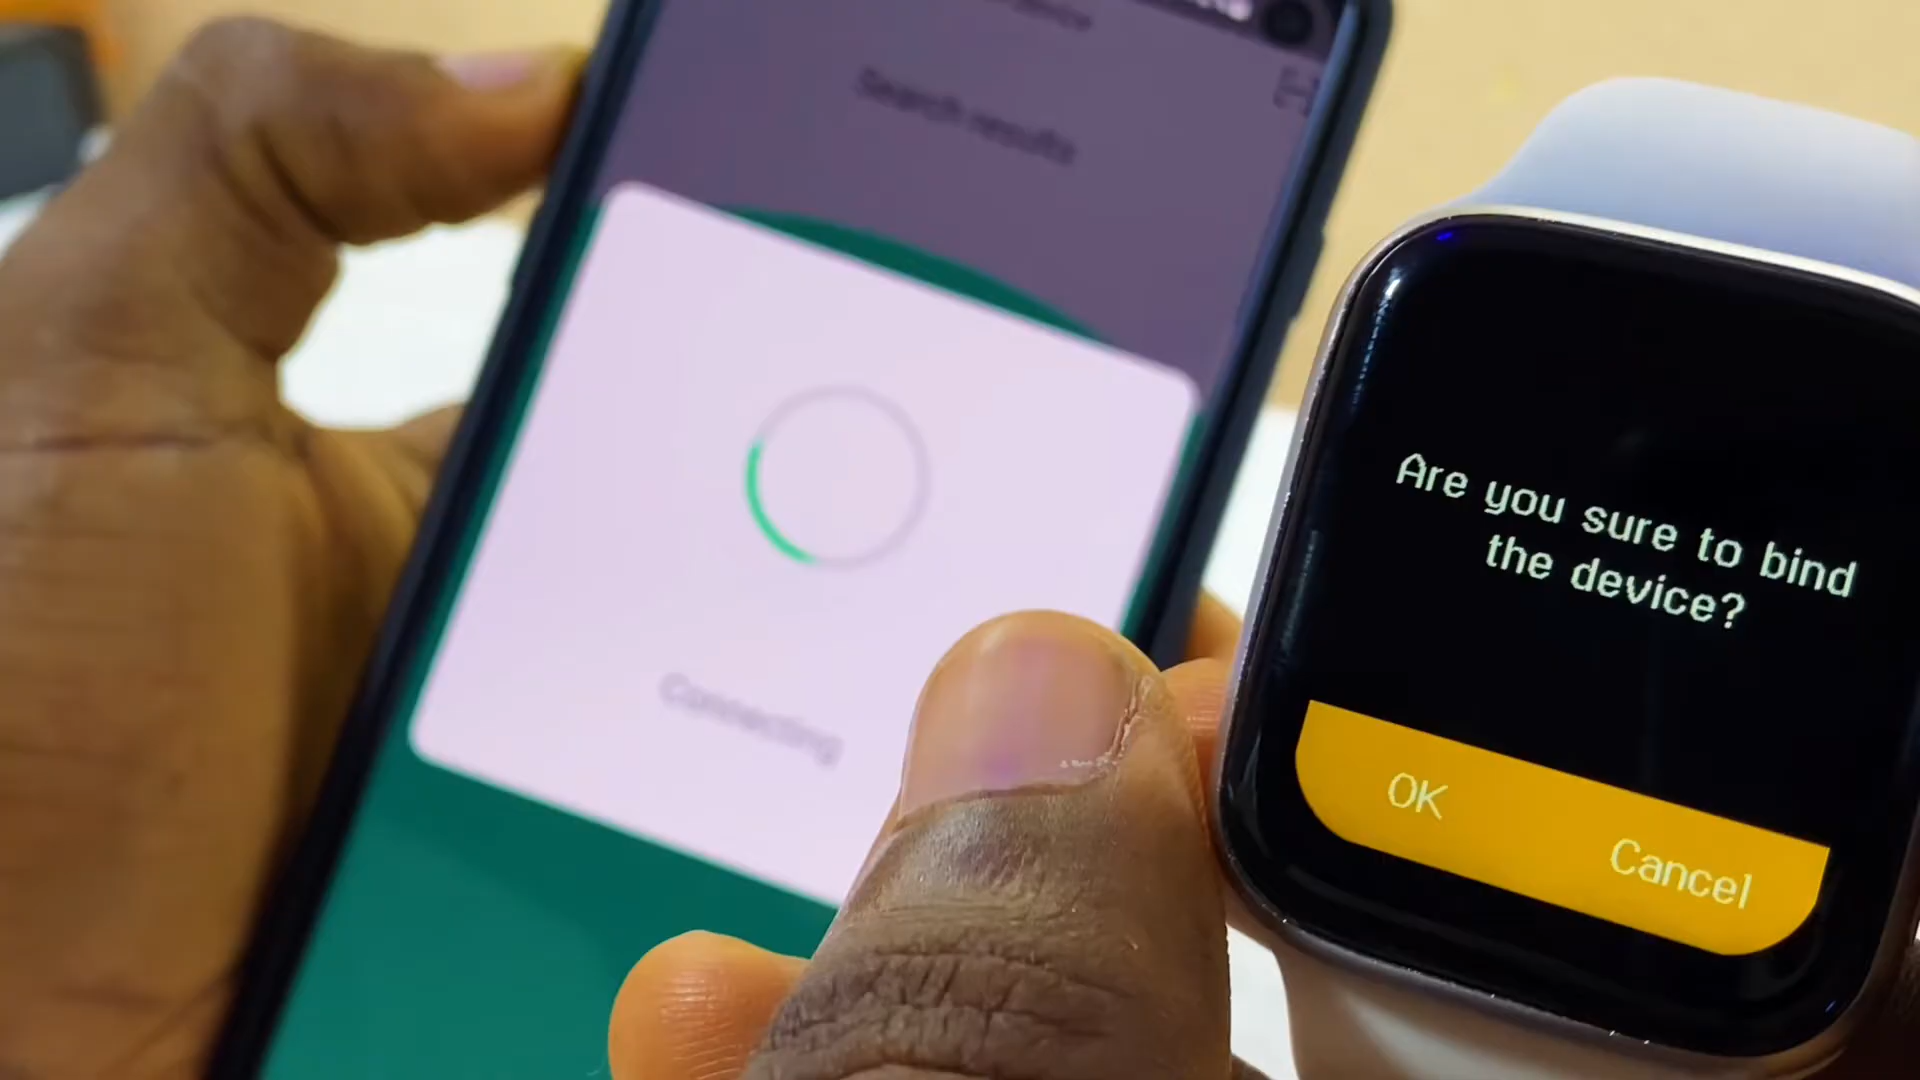 Search results
Connecting
Are you sure to bind
the device?
OK
Cancel